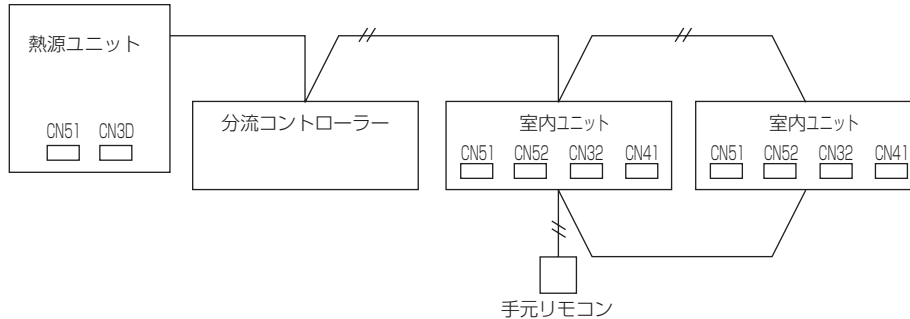 熱源ユニット
CN51 CN3D
分流コントローラー
室内ユニット
CN51 CN52 CN32 CN41
室内ユニット
CN51 CN52 CN32 CN41
手元リモコン